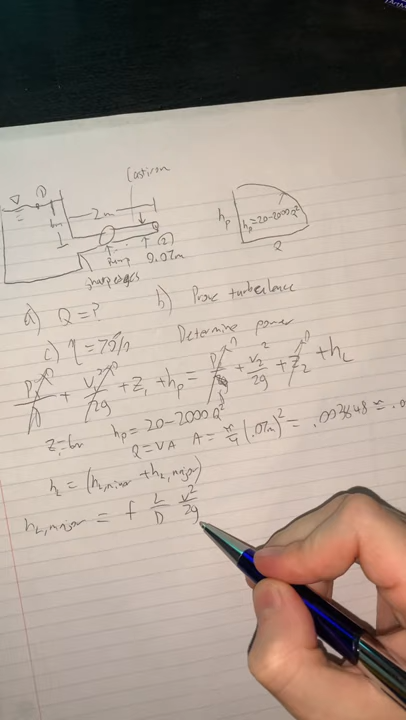 Cast iron
①
2m
6m
Pump
(2)
0.07m
sharp edges
hp
hp=20-2000Q²
Q
a) Q=?
b) Prove turbulence
c) η=75%
Determine power
P₁ + V₁²/2g + z₁ + hp = P₂ + V₂²/2g + z₂ + hL
z₁=6m
hp=20-2000Q²
Q=VA A=π/4(.07m)²= .003848≈.0
hL=(hL,minor+hL,major)
hL,major = f L/D V²/2g